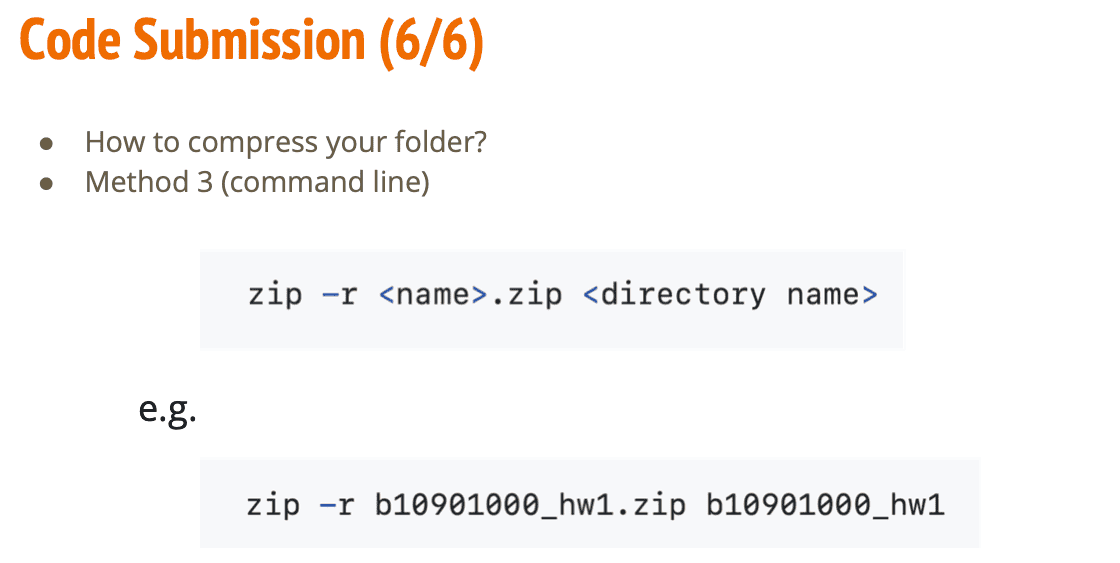 Code Submission (6/6)
● How to compress your folder?
● Method 3 (command line)
zip -r <name>.zip <directory name>
e.g.
zip -r b10901000_hw1.zip b10901000_hw1